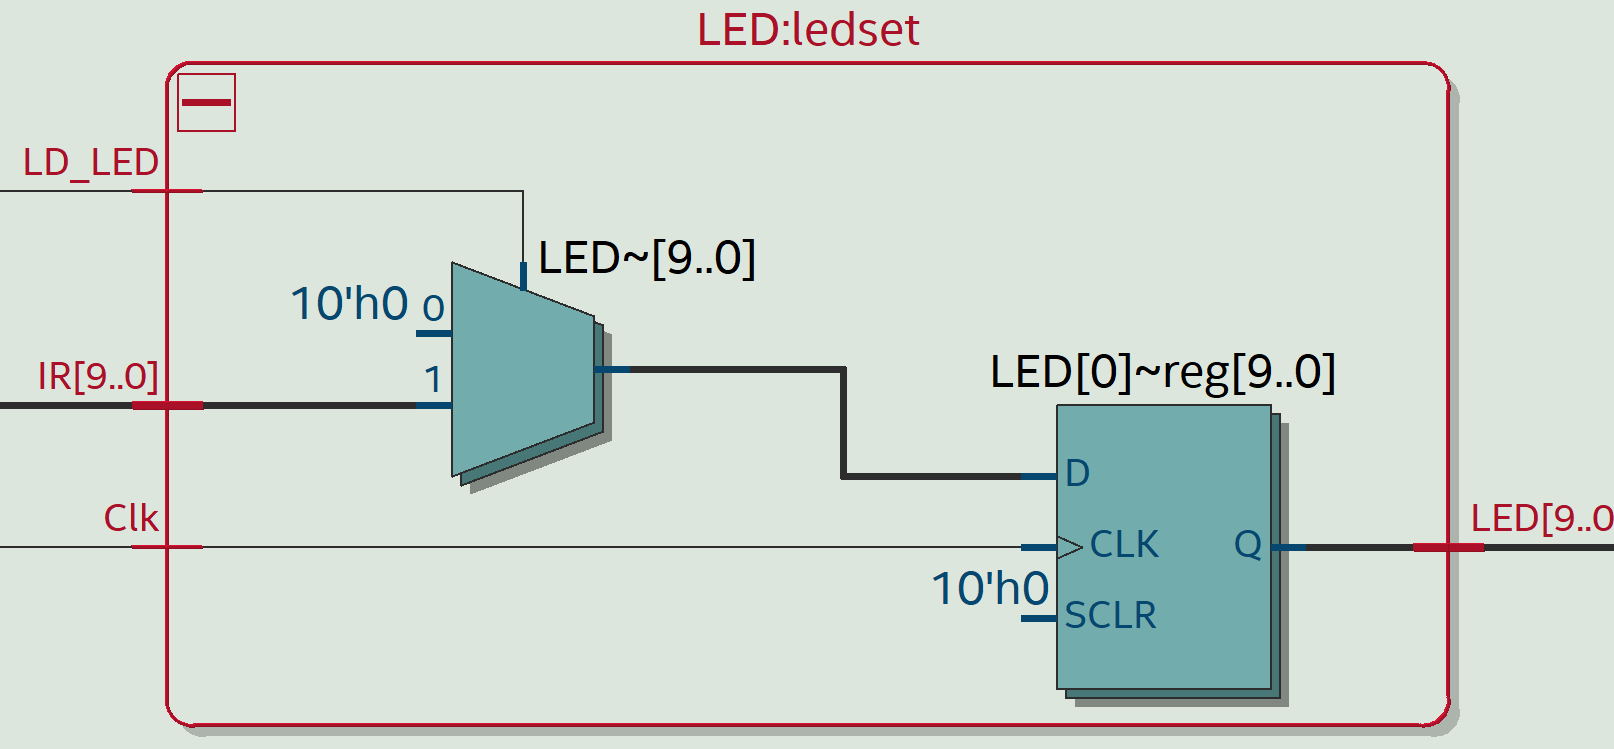 LED:ledset
LD_LED
LED~[9..0]
10'h0
0
IR[9..0]
1
LED[0]~reg[9..0]
D
Clk
CLK
Q
LED[9..0
10'h0
SCLR